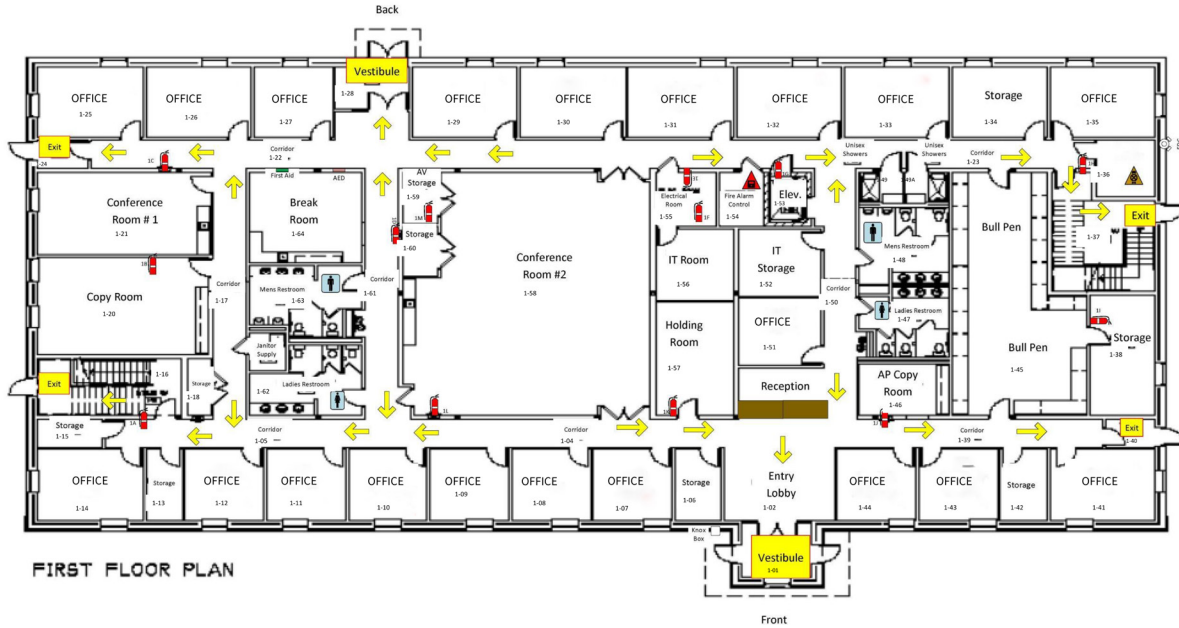 Back
Vestibule
1-28
OFFICE
1-25
OFFICE
1-26
OFFICE
1-27
OFFICE
1-29
OFFICE
1-30
OFFICE
1-31
OFFICE
1-32
OFFICE
1-33
Storage
1-34
OFFICE
1-35
Exit
24
1C
Corridor
1-22
Unisex
Showers
Unisex
Showers
Corridor
1-23
1-36
First Aid
AED
AV
Storage
1-59
1M
Electrical
Room
1-55
1F
Fire Alarm
Control
1-54
Elev.
1-53
49
1-49A
Conference
Room # 1
1-21
Break
Room
1-64
Storage
1-60
Conference
Room #2
1-58
IT Room
1-56
IT
Storage
1-52
Mens Restroom
1-48
Bull Pen
1-37
Exit
1B
Copy Room
1-20
Corridor
1-17
Mens Restroom
1-63
Corridor
1-61
Corridor
1-50
Ladies Restroom
1-47
Holding
Room
1-57
OFFICE
1-51
Bull Pen
1-45
Storage
1-38
Janitor
Supply
1-62
Ladies Restroom
Exit
1-16
Storage
1-18
Reception
AP Copy
Room
1-46
1A
1L
1K
1J
Storage
1-15
Corridor
1-05
Corridor
1-04
Corridor
1-39
Exit
1-40
OFFICE
1-14
Storage
1-13
OFFICE
1-12
OFFICE
1-11
OFFICE
1-10
OFFICE
1-09
OFFICE
1-08
OFFICE
1-07
Storage
1-06
Entry
Lobby
1-02
OFFICE
1-44
OFFICE
1-43
Storage
1-42
OFFICE
1-41
Knox
Box
Vestibule
1-01
FIRST FLOOR PLAN
Front